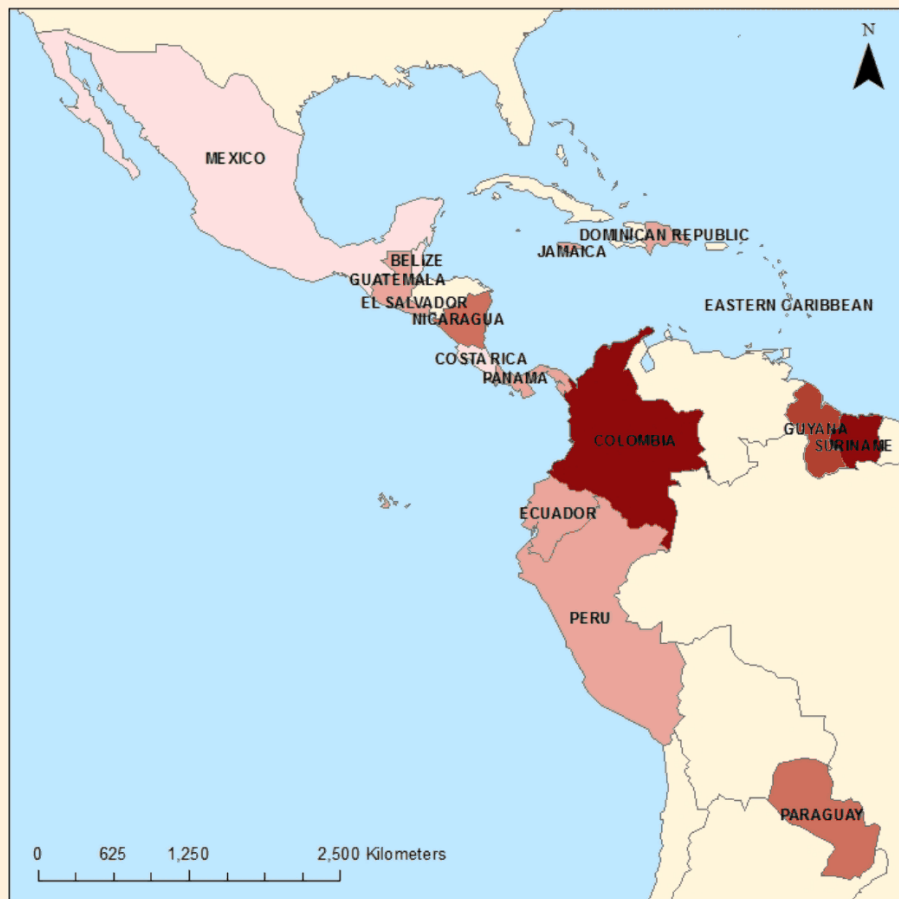 N
MEXICO
DOMINICAN REPUBLIC
JAMAICA
BELIZE
GUATEMALA
EL SALVADOR
NICARAGUA
EASTERN CARIBBEAN
COSTA RICA
PANAMA
GUYANA
COLOMBIA
SURINAME
ECUADOR
PERU
PARAGUAY
0 625 1,250 2,500 Kilometers